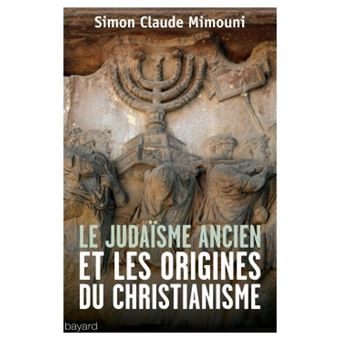 Simon Claude Mimouni
LE JUDAÏSME ANCIEN
ET LES ORIGINES
DU CHRISTIANISME
bayard